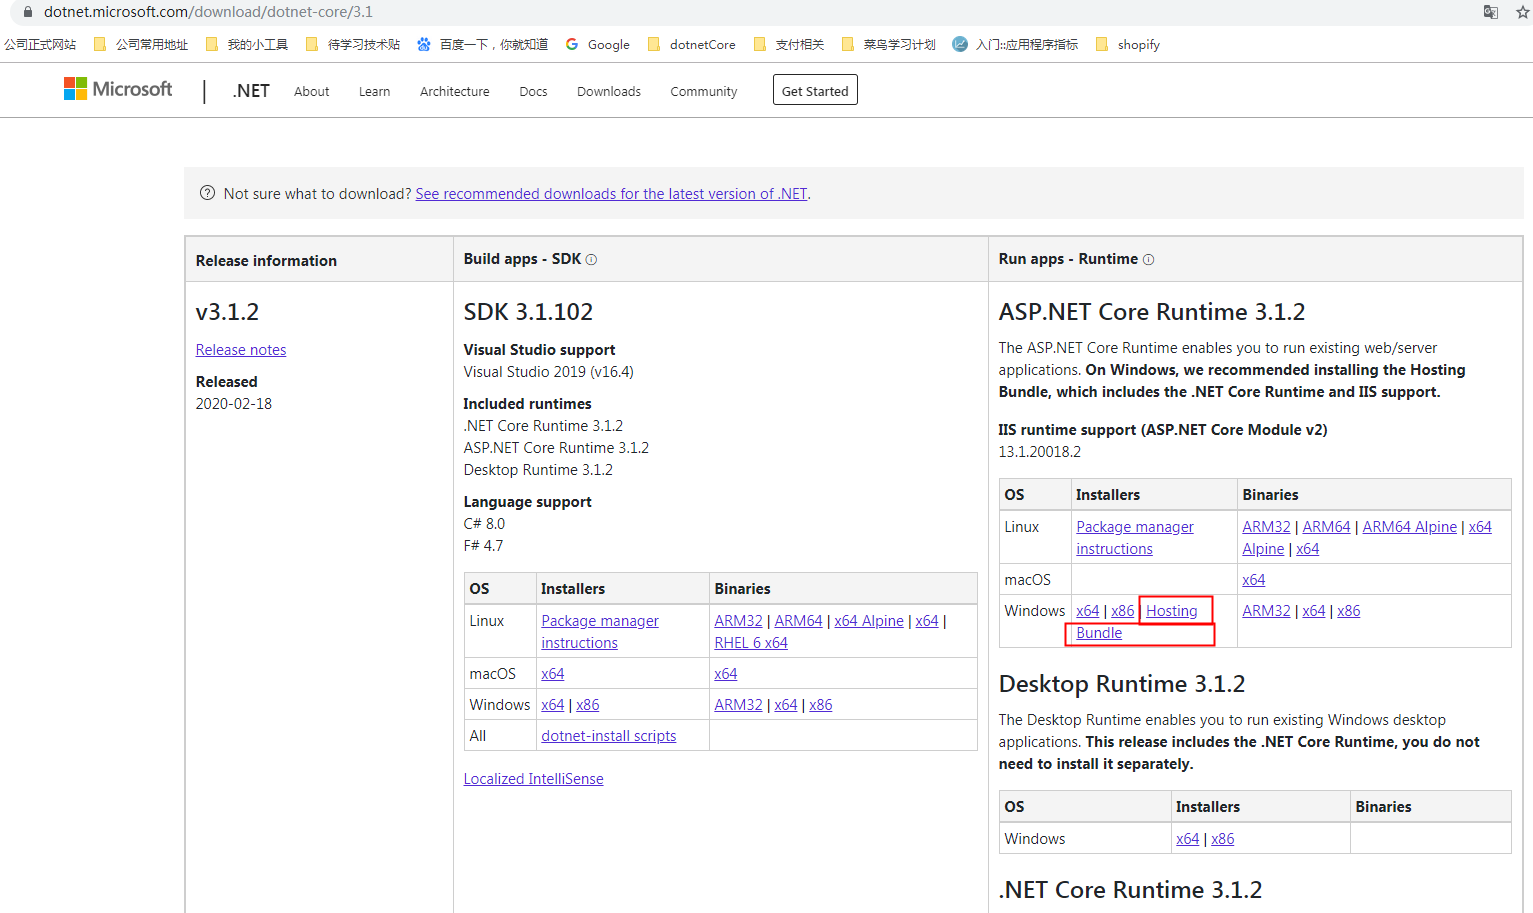 dotnet.microsoft.com/download/dotnet-core/3.1
公司正式网站 公司常用地址 我的小工具 待学习技术贴 百度一下，你就知道 Google dotnetCore 支付相关 菜鸟学习计划 入门::应用程序指标 shopify
Microsoft | .NET About Learn Architecture Docs Downloads Community Get Started
Not sure what to download? See recommended downloads for the latest version of .NET.
Release information
v3.1.2
Release notes
Released
2020-02-18
Build apps - SDK
SDK 3.1.102
Visual Studio support
Visual Studio 2019 (v16.4)
Included runtimes
.NET Core Runtime 3.1.2
ASP.NET Core Runtime 3.1.2
Desktop Runtime 3.1.2
Language support
C# 8.0
F# 4.7
OS Installers Binaries
Linux Package manager instructions ARM32 | ARM64 | x64 Alpine | x64 | RHEL 6 x64
macOS x64 x64
Windows x64 | x86 ARM32 | x64 | x86
All dotnet-install scripts
Localized IntelliSense
Run apps - Runtime
ASP.NET Core Runtime 3.1.2
The ASP.NET Core Runtime enables you to run existing web/server
applications. On Windows, we recommended installing the Hosting
Bundle, which includes the .NET Core Runtime and IIS support.
IIS runtime support (ASP.NET Core Module v2)
13.1.20018.2
OS Installers Binaries
Linux Package manager instructions ARM32 | ARM64 | ARM64 Alpine | x64 Alpine | x64
macOS x64
Windows x64 | x86 | Hosting Bundle ARM32 | x64 | x86
Desktop Runtime 3.1.2
The Desktop Runtime enables you to run existing Windows desktop
applications. This release includes the .NET Core Runtime, you do not
need to install it separately.
OS Installers Binaries
Windows x64 | x86
.NET Core Runtime 3.1.2